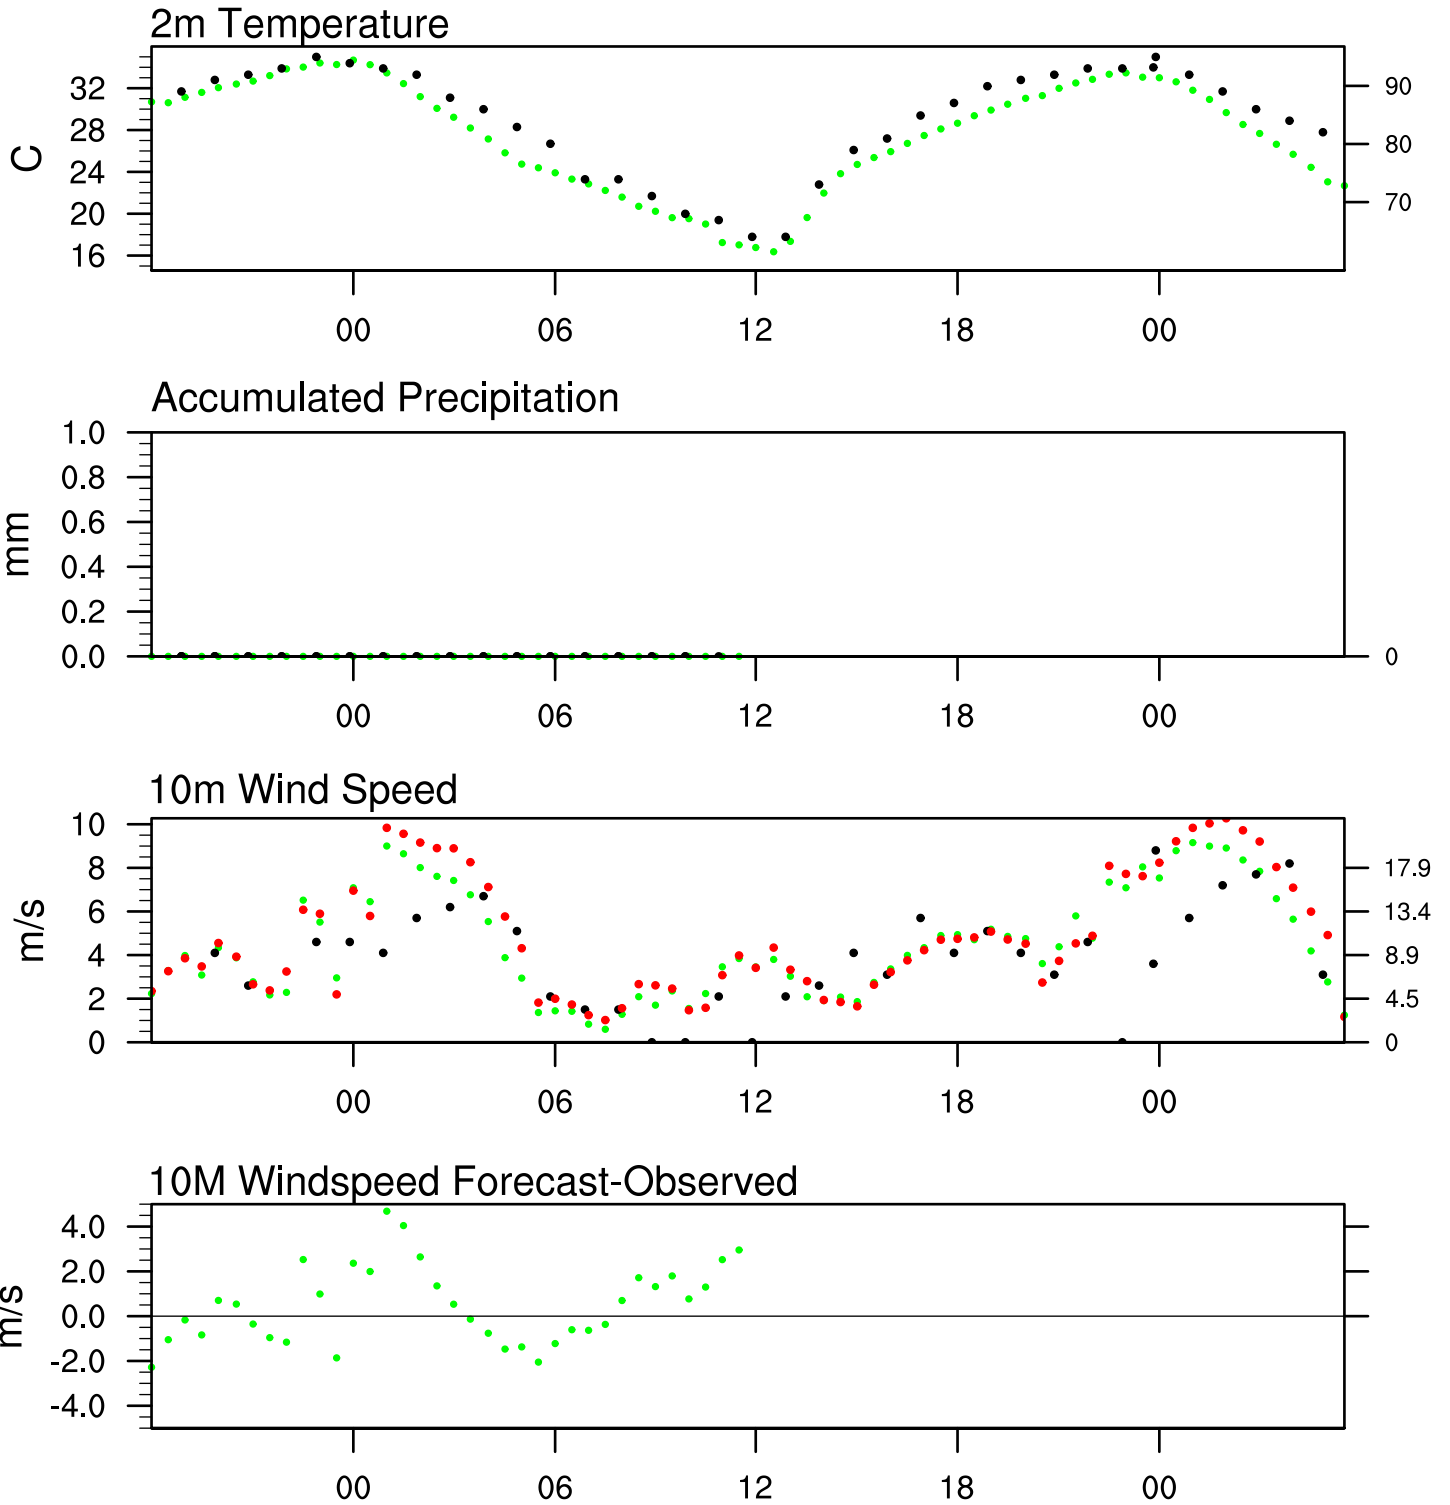 2m Temperature
C
32
28
24
20
16
90
80
70
00 06 12 18 00
Accumulated Precipitation
mm
1.0
0.8
0.6
0.4
0.2
0.0
0
00 06 12 18 00
10m Wind Speed
m/s
10
8
6
4
2
0
17.9
13.4
8.9
4.5
0
00 06 12 18 00
10M Windspeed Forecast-Observed
m/s
4.0
2.0
0.0
-2.0
-4.0
00 06 12 18 00